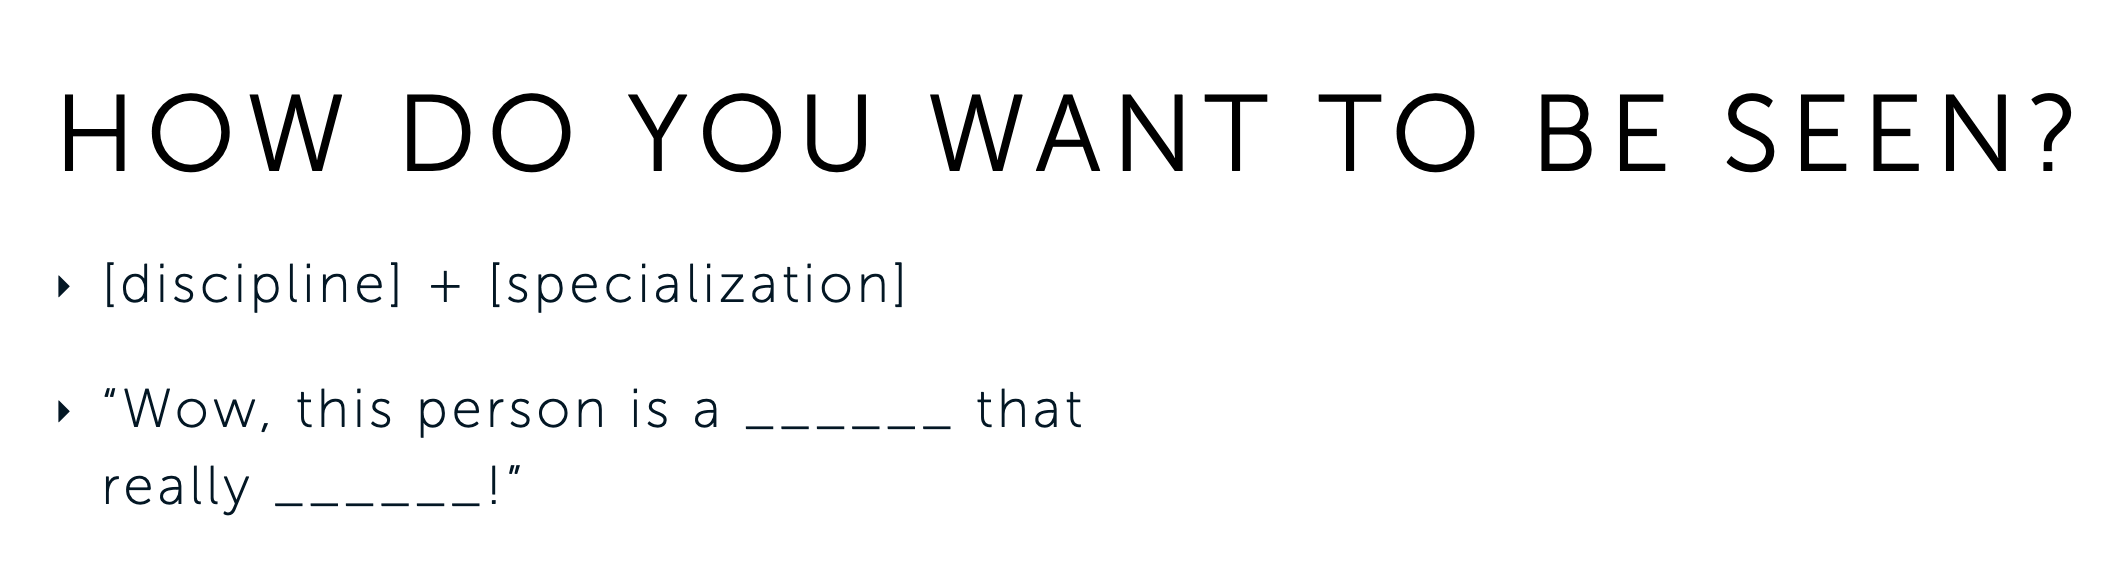 HOW DO YOU WANT TO BE SEEN?
‣ [discipline] + [specialization]
‣ “Wow, this person is a ______ that
really ______!”